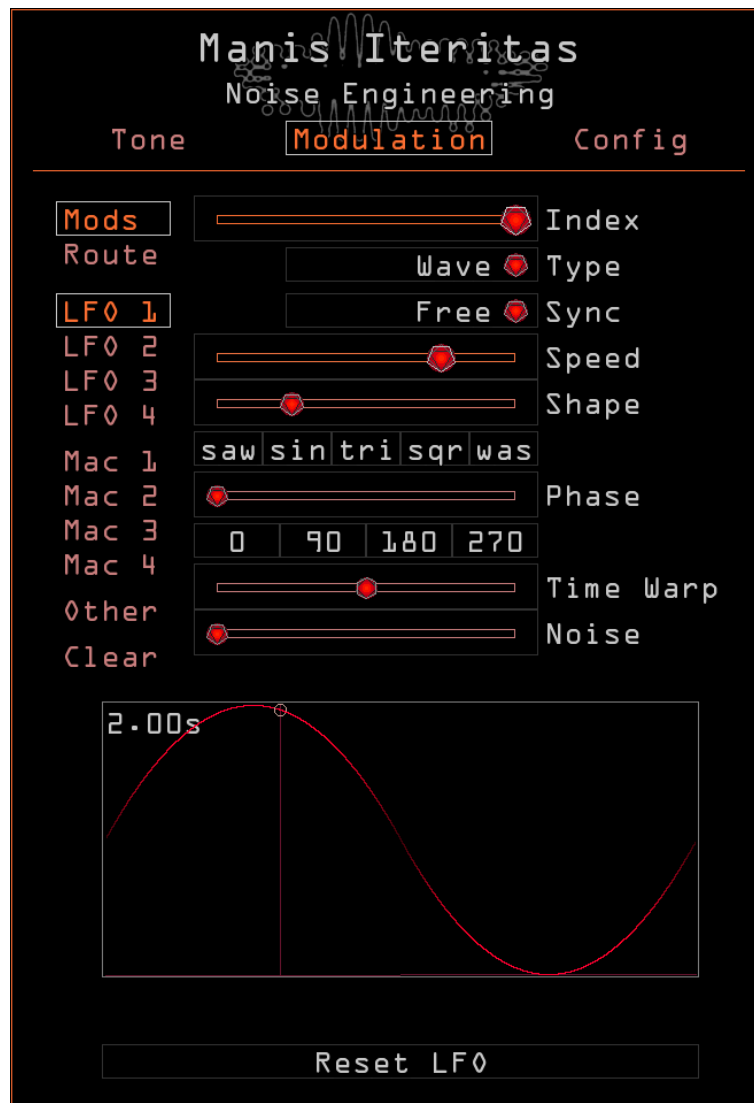 Manis Iteritas
Noise Engineering
Tone Modulation Config
Mods Index
Route Wave Type
LFO 1 Free Sync
LFO 2 Speed
LFO 3
LFO 4 Shape
Mac 1 saw sin tri sqr was
Mac 2 Phase
Mac 3 0 90 180 270
Mac 4 Time Warp
Other Noise
Clear
2.00s
Reset LFO